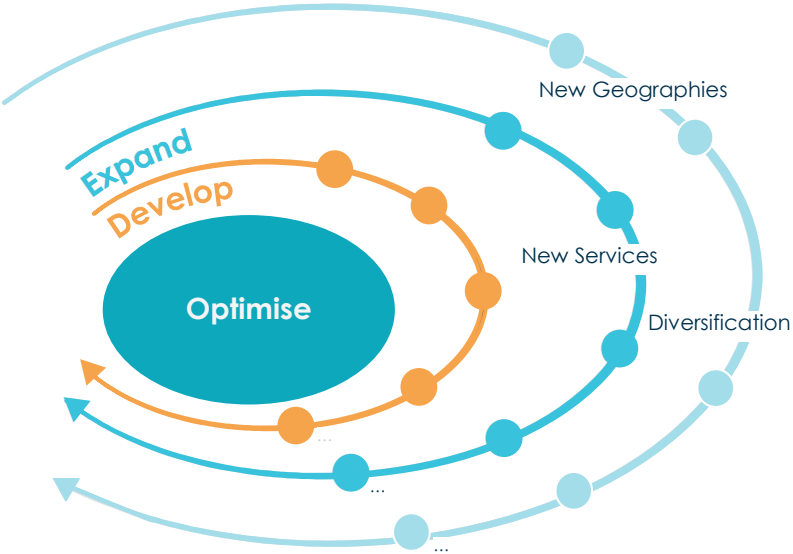 New Geographies
Expand
Develop
New Services
Optimise
Diversification
...
...
...